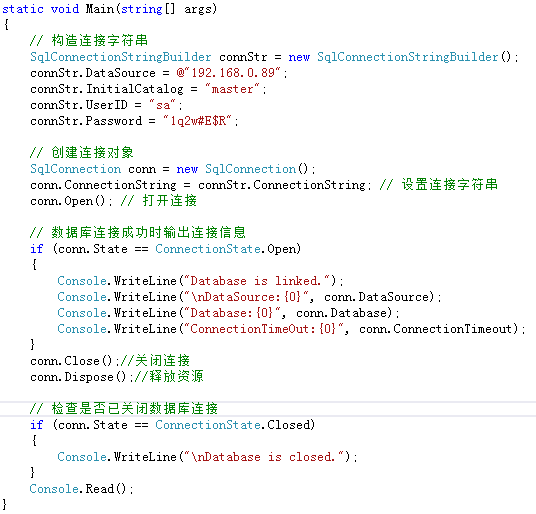 static void Main(string[] args)
{
    // 构造连接字符串
    SqlConnectionStringBuilder connStr = new SqlConnectionStringBuilder();
    connStr.DataSource = @"192.168.0.89";
    connStr.InitialCatalog = "master";
    connStr.UserID = "sa";
    connStr.Password = "1q2w#E$R";

    // 创建连接对象
    SqlConnection conn = new SqlConnection();
    conn.ConnectionString = connStr.ConnectionString; // 设置连接字符串
    conn.Open(); // 打开连接

    // 数据库连接成功时输出连接信息
    if (conn.State == ConnectionState.Open)
    {
        Console.WriteLine("Database is linked.");
        Console.WriteLine("\nDataSource:{0}", conn.DataSource);
        Console.WriteLine("Database:{0}", conn.Database);
        Console.WriteLine("ConnectionTimeOut:{0}", conn.ConnectionTimeout);
    }
    conn.Close();//关闭连接
    conn.Dispose();//释放资源

    // 检查是否已关闭数据库连接
    if (conn.State == ConnectionState.Closed)
    {
        Console.WriteLine("\nDatabase is closed.");
    }
    Console.Read();
}